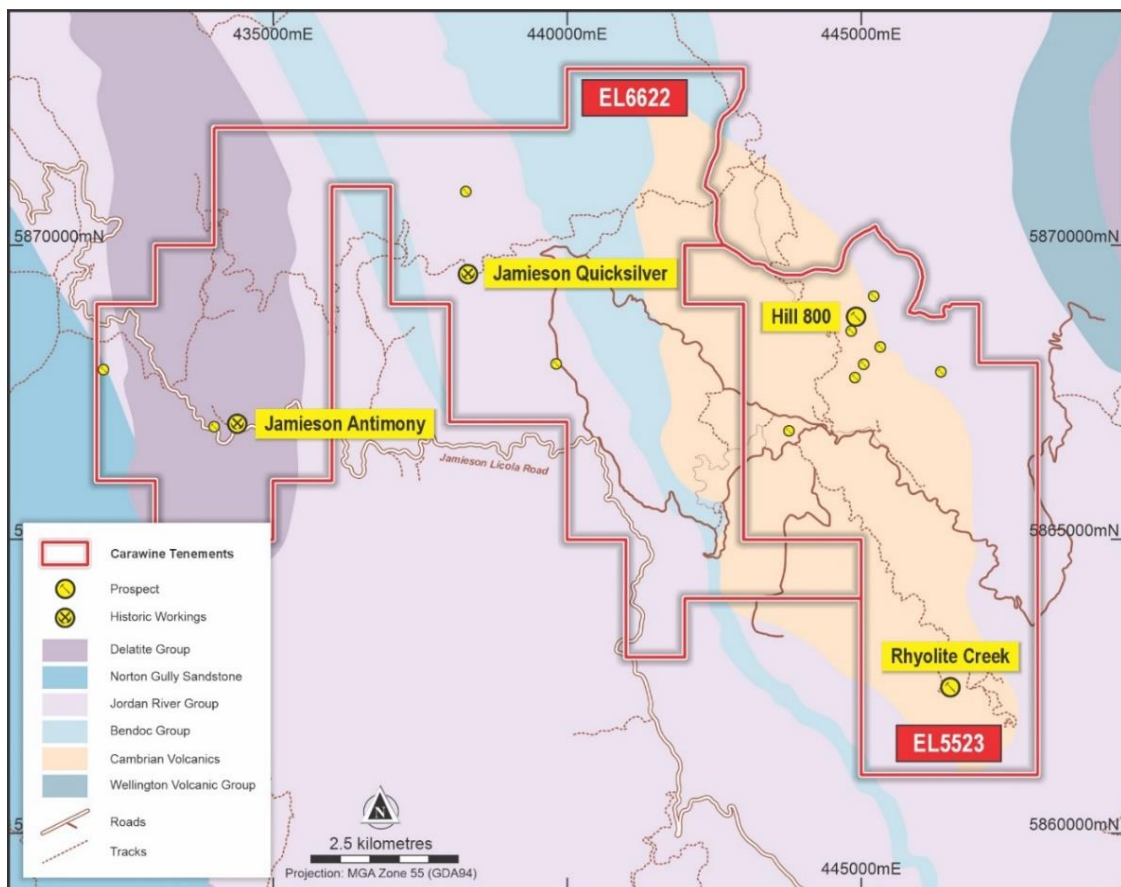 435000mE
440000mE
445000mE
EL6622
5870000mN
5870000mN
Jamieson Quicksilver
Hill 800
Jamieson Antimony
Jamieson Licola Road
5865000mN
Rhyolite Creek
EL5523
Carawine Tenements
Prospect
Historic Workings
Delatite Group
Norton Gully Sandstone
Jordan River Group
Bendoc Group
Cambrian Volcanics
Wellington Volcanic Group
Roads
Tracks
N
2.5 kilometres
Projection: MGA Zone 55 (GDA94)
5860000mN
445000mE